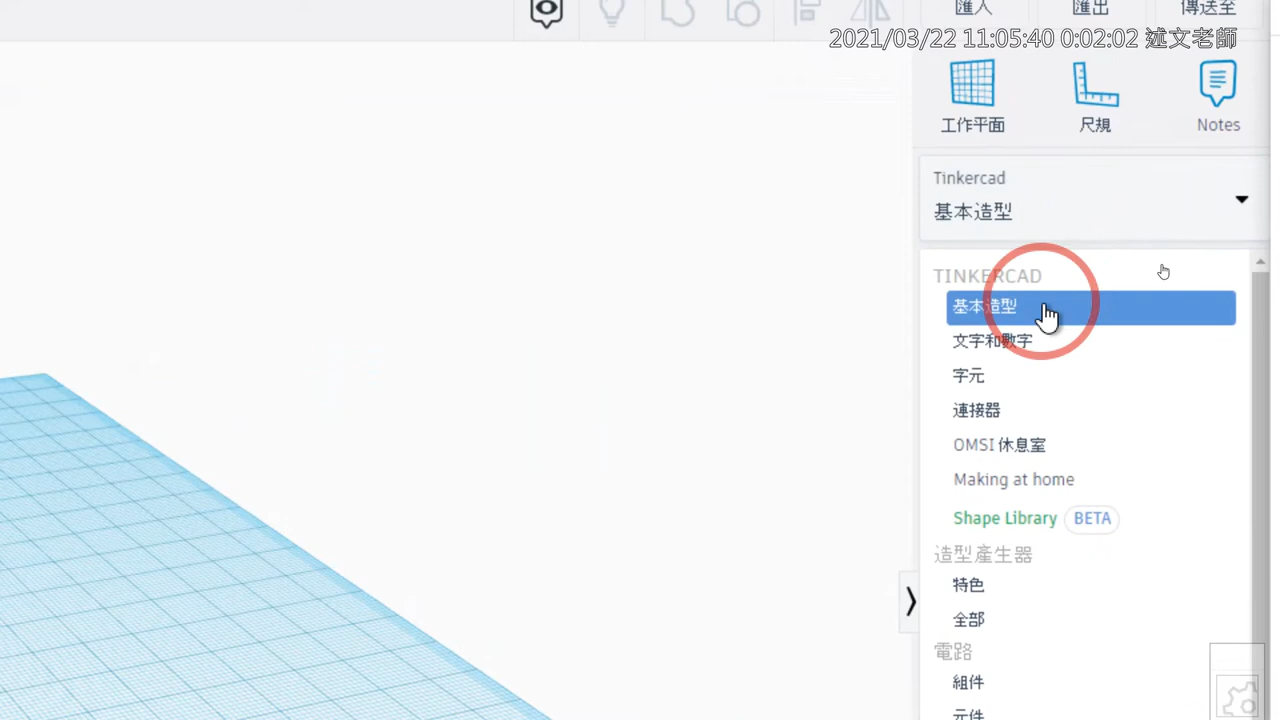 匯入
匯出
傳送至
2021/03/22 11:05:40 0:02:02 述文老師
工作平面
尺規
Notes
Tinkercad
基本造型
TINKERCAD
基本造型
文字和數字
字元
連接器
OMSI 休息室
Making at home
Shape Library BETA
造型產生器
特色
全部
電路
組件
元件